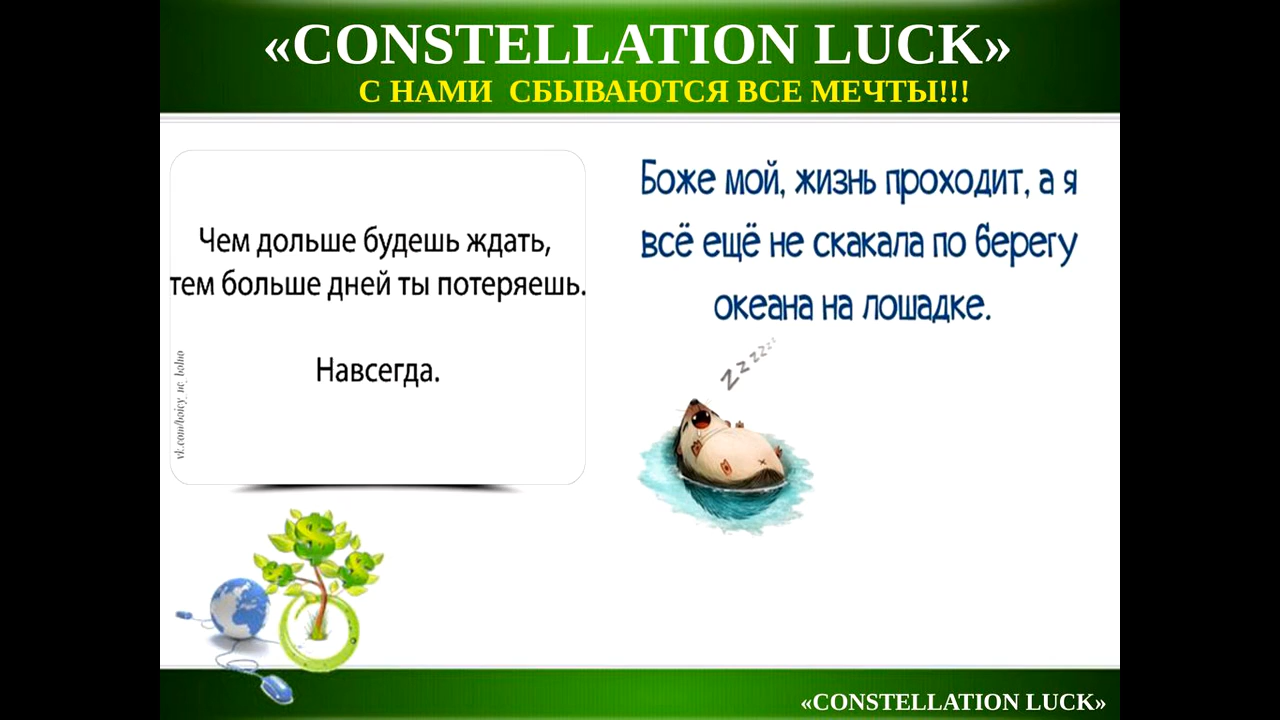 «CONSTELLATION LUCK»
С НАМИ СБЫВАЮТСЯ ВСЕ МЕЧТЫ!!!
Чем дольше будешь ждать,
тем больше дней ты потеряешь.
Навсегда.
Боже мой, жизнь проходит, а я
всё ещё не скакала по берегу
океана на лошадке.
z z z z z z
«CONSTELLATION LUCK»